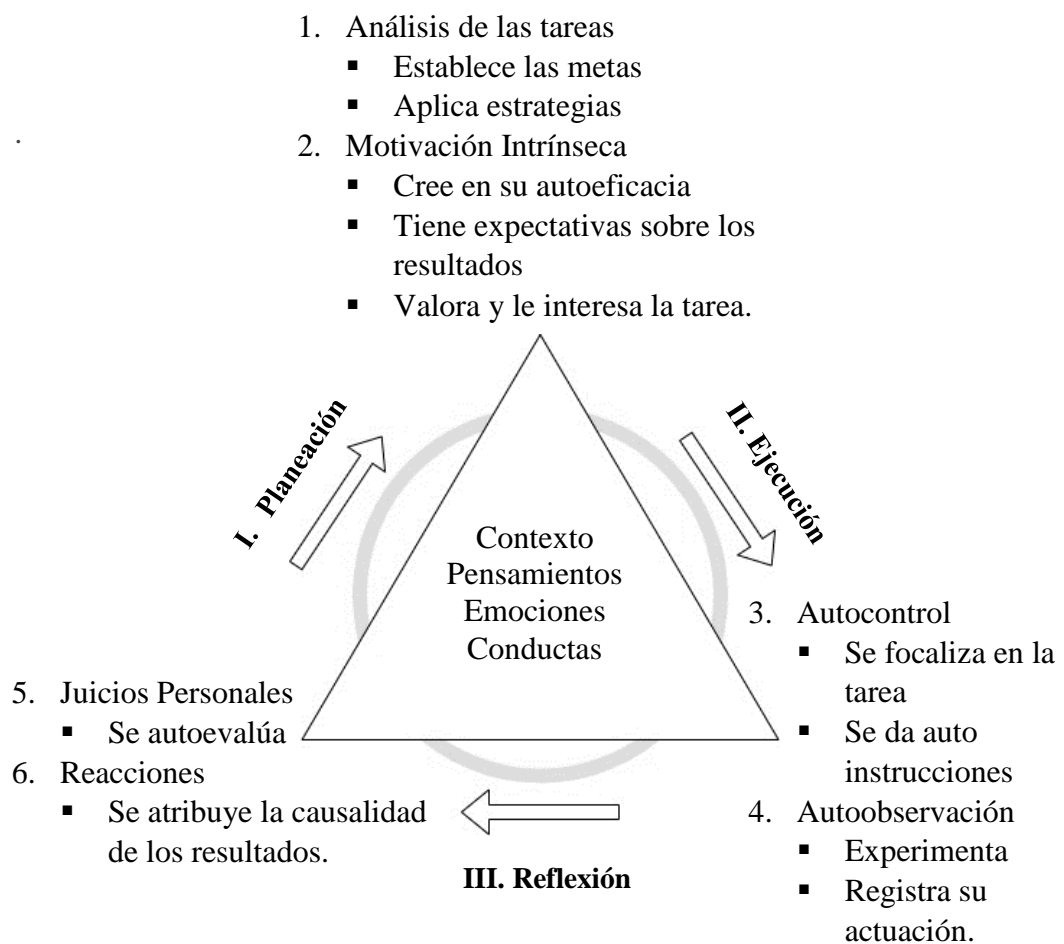 1. Análisis de las tareas
▪ Establece las metas
▪ Aplica estrategias
.
2. Motivación Intrínseca
▪ Cree en su autoeficacia
▪ Tiene expectativas sobre los
resultados
▪ Valora y le interesa la tarea.
I. Planeación
II. Ejecución
Contexto
Pensamientos
Emociones
Conductas
3. Autocontrol
▪ Se focaliza en la
tarea
▪ Se da auto
instrucciones
4. Autoobservación
▪ Experimenta
▪ Registra su
actuación.
III. Reflexión
5. Juicios Personales
▪ Se autoevalúa
6. Reacciones
▪ Se atribuye la causalidad
de los resultados.